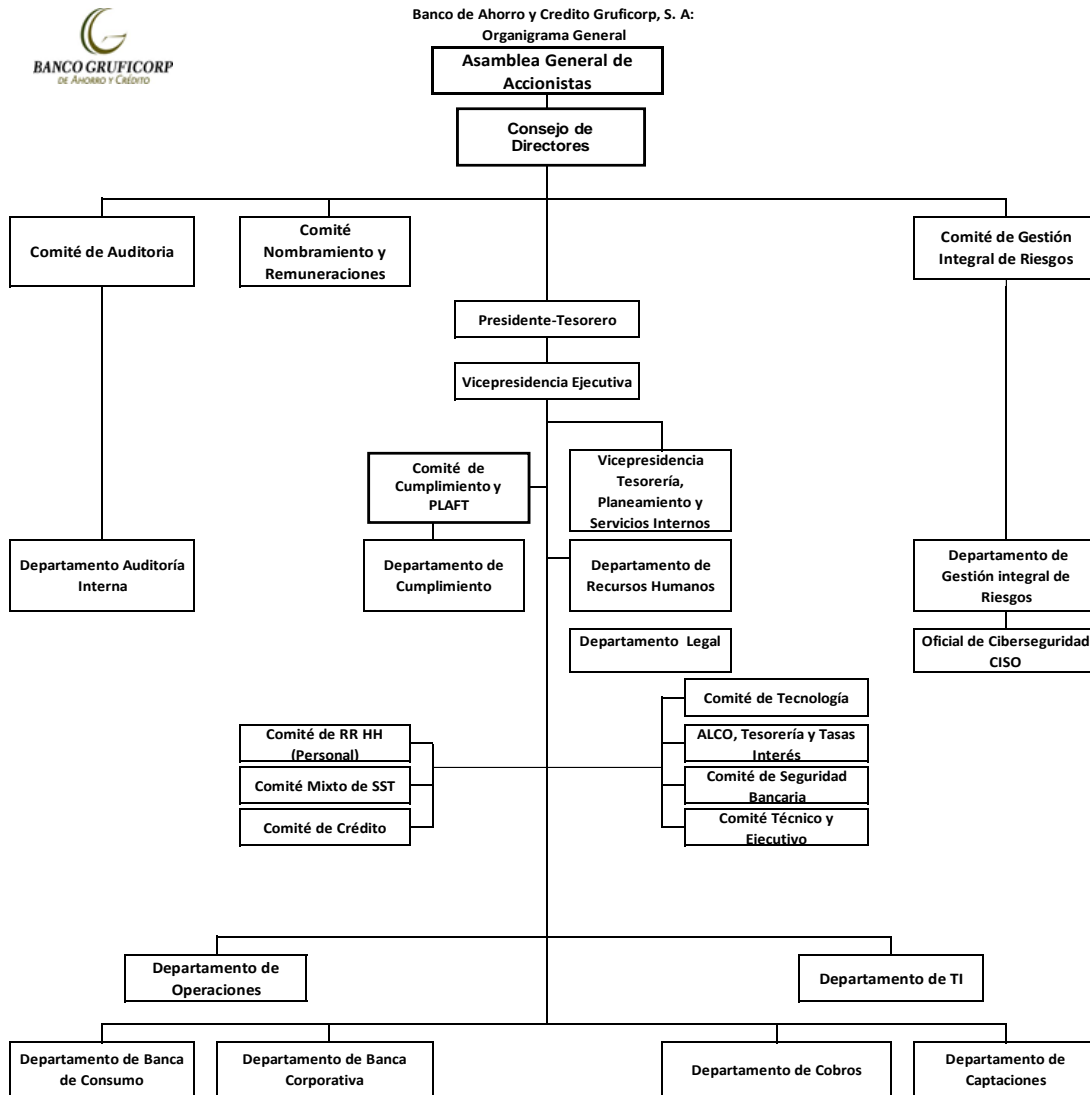 BANCO GRUFICORP
DE AHORRO Y CRÉDITO
Banco de Ahorro y Credito Gruficorp, S. A:
Organigrama General
Asamblea General de
Accionistas
Consejo de
Directores
Comité de Auditoria
Comité
Nombramiento y
Remuneraciones
Comité de Gestión
Integral de Riesgos
Presidente-Tesorero
Vicepresidencia Ejecutiva
Comité de
Cumplimiento y
PLAFT
Vicepresidencia
Tesorería,
Planeamiento y
Servicios Internos
Departamento Auditoría
Interna
Departamento de
Cumplimiento
Departamento de
Recursos Humanos
Departamento de
Gestión integral de
Riesgos
Departamento Legal
Oficial de Ciberseguridad
CISO
Comité de Tecnología
Comité de RR HH
(Personal)
ALCO, Tesorería y Tasas
Interés
Comité Mixto de SST
Comité de Seguridad
Bancaria
Comité de Crédito
Comité Técnico y
Ejecutivo
Departamento de
Operaciones
Departamento de TI
Departamento de Banca
de Consumo
Departamento de Banca
Corporativa
Departamento de Cobros
Departamento de
Captaciones